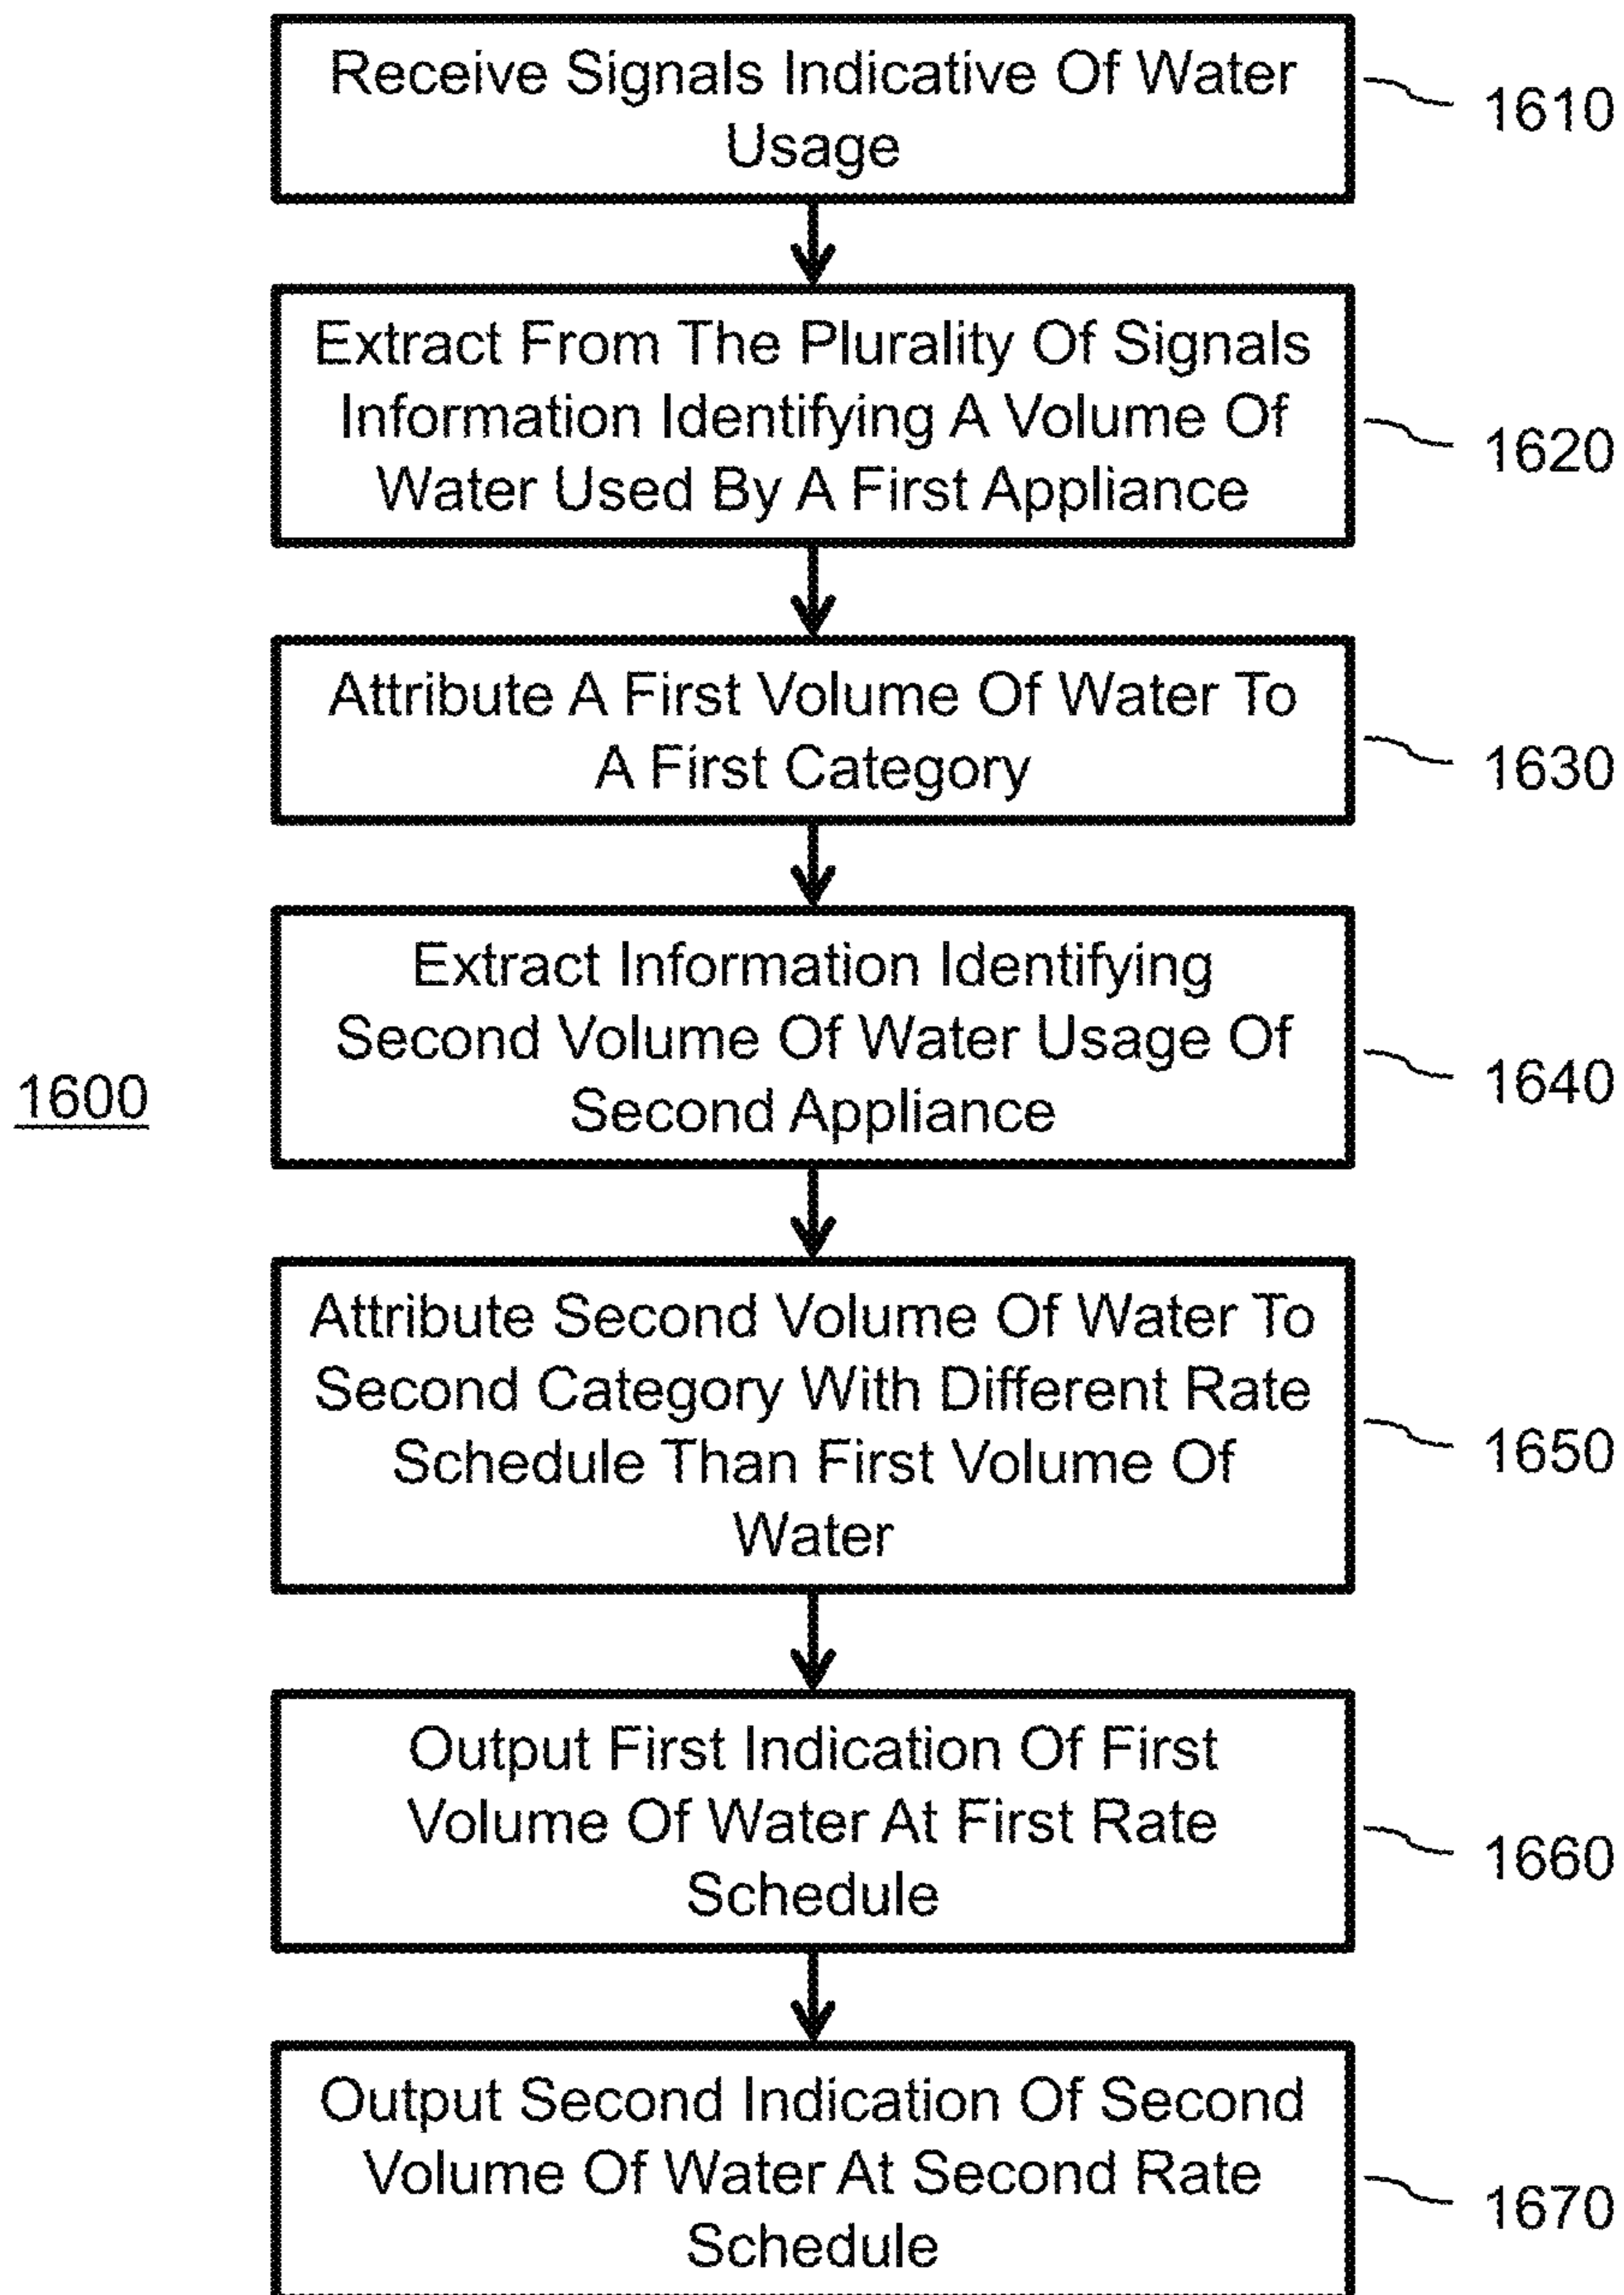 Receive Signals Indicative Of Water
Usage
1610
Extract From The Plurality Of Signals
Information Identifying A Volume Of
Water Used By A First Appliance
1620
Attribute A First Volume Of Water To
A First Category
1630
Extract Information Identifying
Second Volume Of Water Usage Of
Second Appliance
1640
1600
Attribute Second Volume Of Water To
Second Category With Different Rate
Schedule Than First Volume Of
Water
1650
Output First Indication Of First
Volume Of Water At First Rate
Schedule
1660
Output Second Indication Of Second
Volume Of Water At Second Rate
Schedule
1670